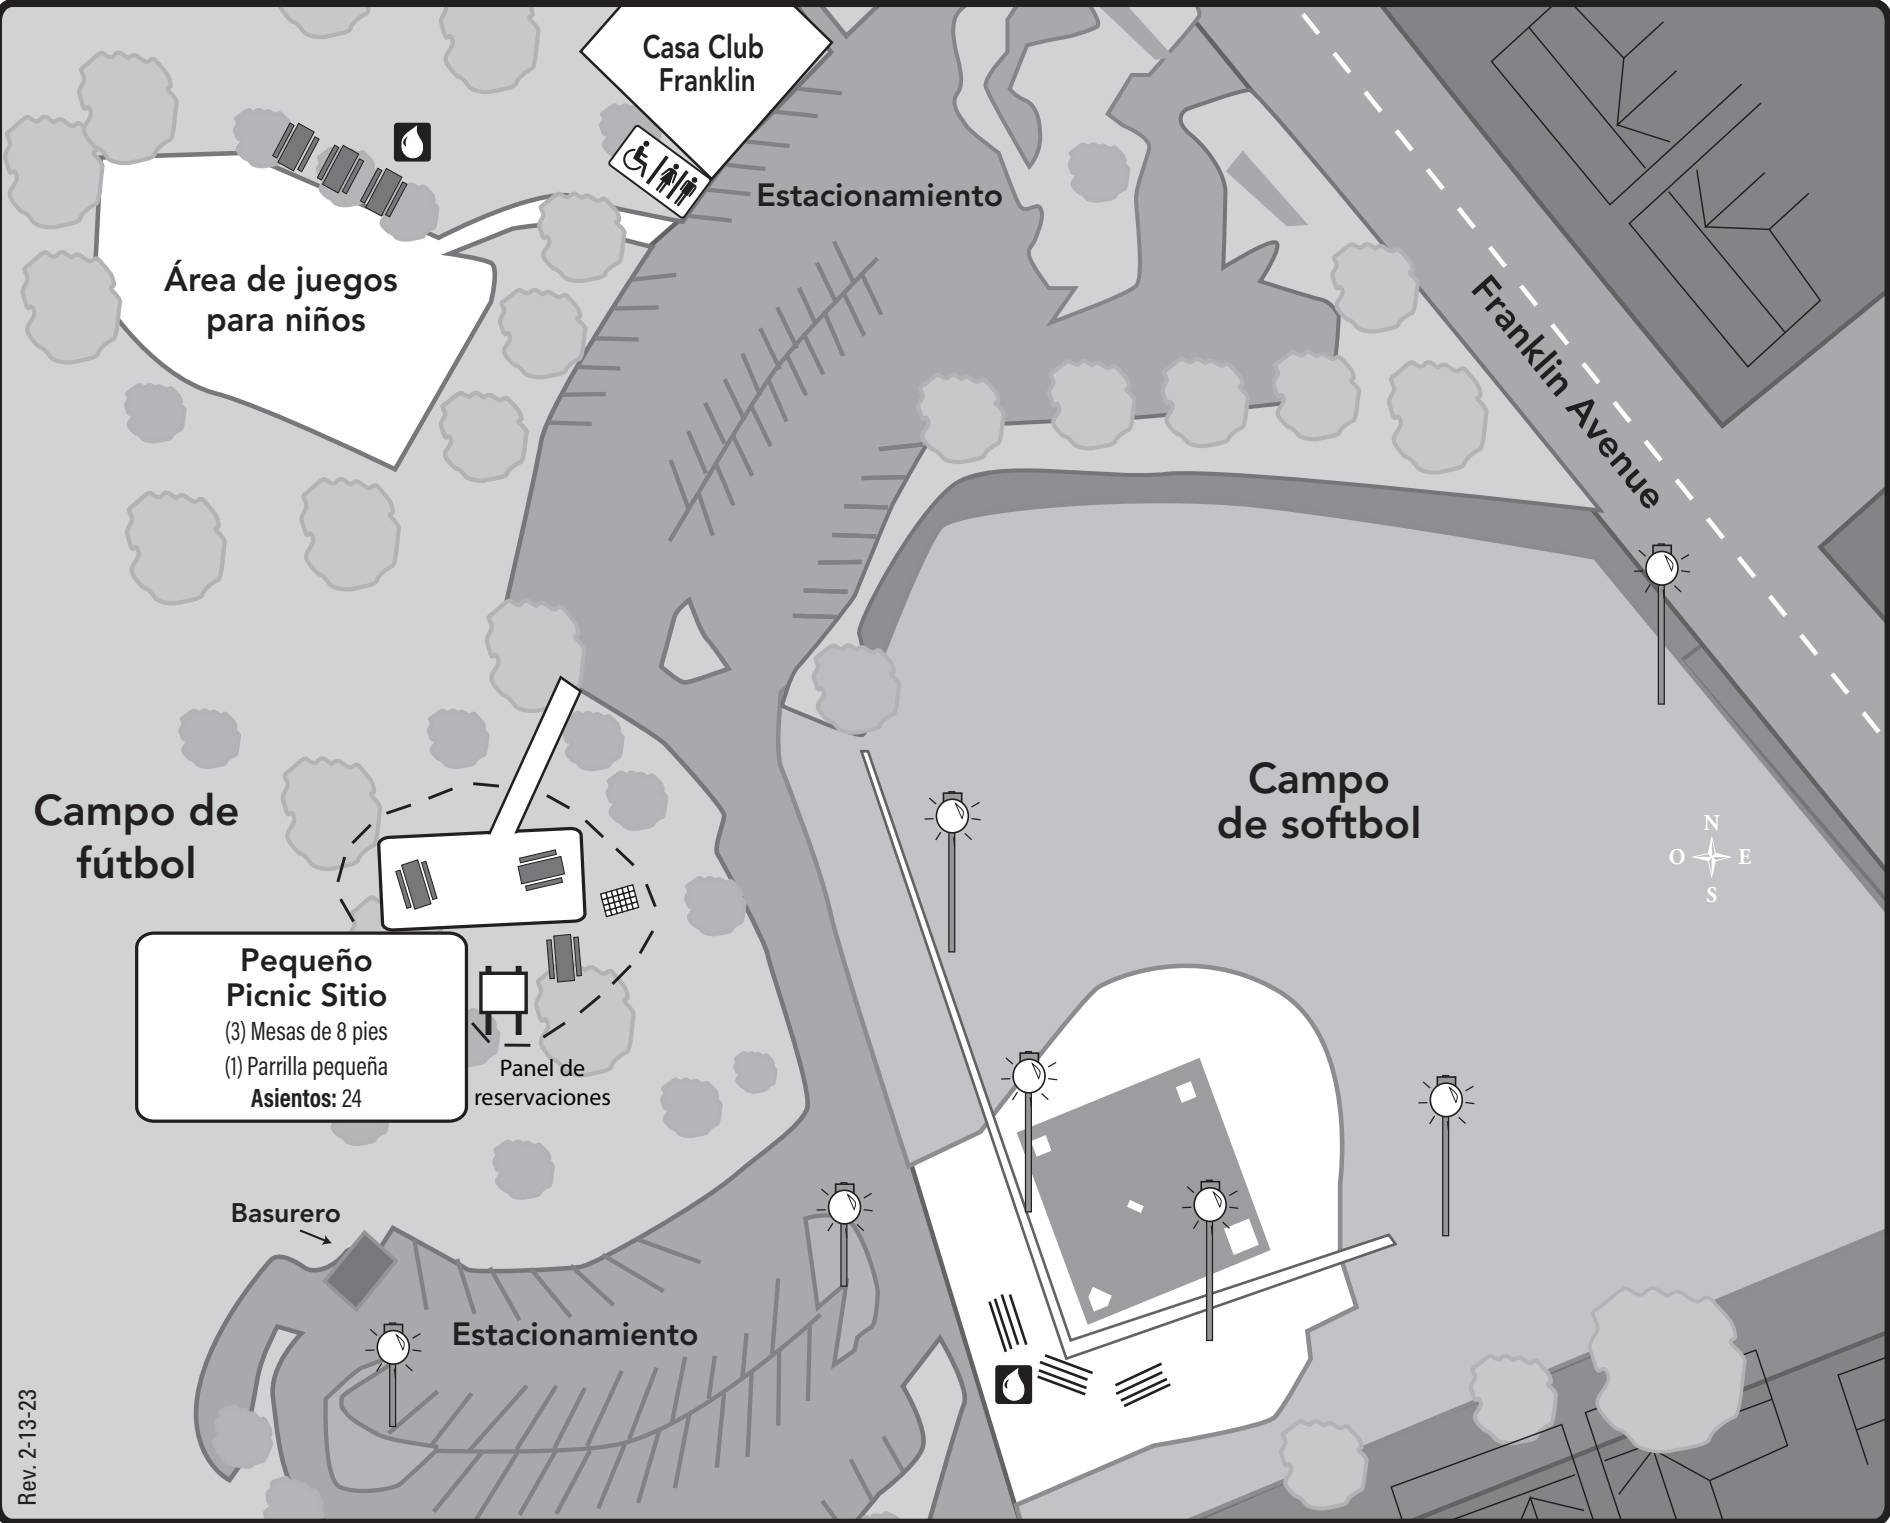 Casa Club
Franklin
Estacionamiento
Área de juegos
para niños
Franklin Avenue
Campo de
fútbol
Campo
de softbol
N
O
E
S
Pequeño
Picnic Sitio
(3) Mesas de 8 pies
(1) Parrilla pequeña
Asientos: 24
Panel de
reservaciones
Basurero
Estacionamiento
Rev. 2-13-23